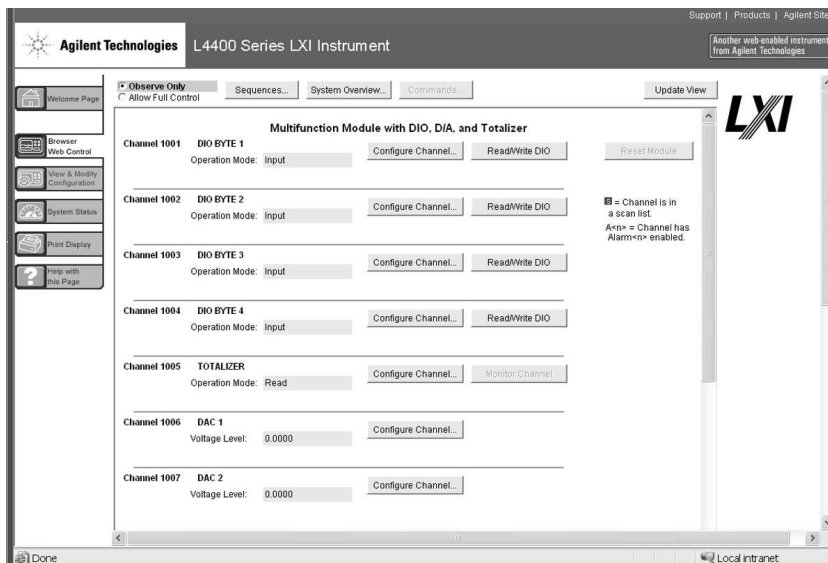 Support | Products | Agilent Site
Agilent Technologies
L4400 Series LXI Instrument
Another web-enabled instrument
from Agilent Technologies
Welcome Page
Browser
Web Control
View & Modify
Configuration
System Status
Print Display
Help with
this Page
Observe Only
Allow Full Control
Sequences...
System Overview...
Commands...
Update View
LXI
Multifunction Module with DIO, D/A, and Totalizer
Channel 1001 DIO BYTE 1
Operation Mode: Input
Configure Channel... Read/Write DIO
Reset Module
Channel 1002 DIO BYTE 2
Operation Mode: Input
Configure Channel... Read/Write DIO
S = Channel is in
a scan list.
A<n> = Channel has
Alarm<n> enabled.
Channel 1003 DIO BYTE 3
Operation Mode: Input
Configure Channel... Read/Write DIO
Channel 1004 DIO BYTE 4
Operation Mode: Input
Configure Channel... Read/Write DIO
Channel 1005 TOTALIZER
Operation Mode: Read
Configure Channel... Monitor Channel
Channel 1006 DAC 1
Voltage Level: 0.0000
Configure Channel...
Channel 1007 DAC 2
Voltage Level: 0.0000
Configure Channel...
Done
Local intranet